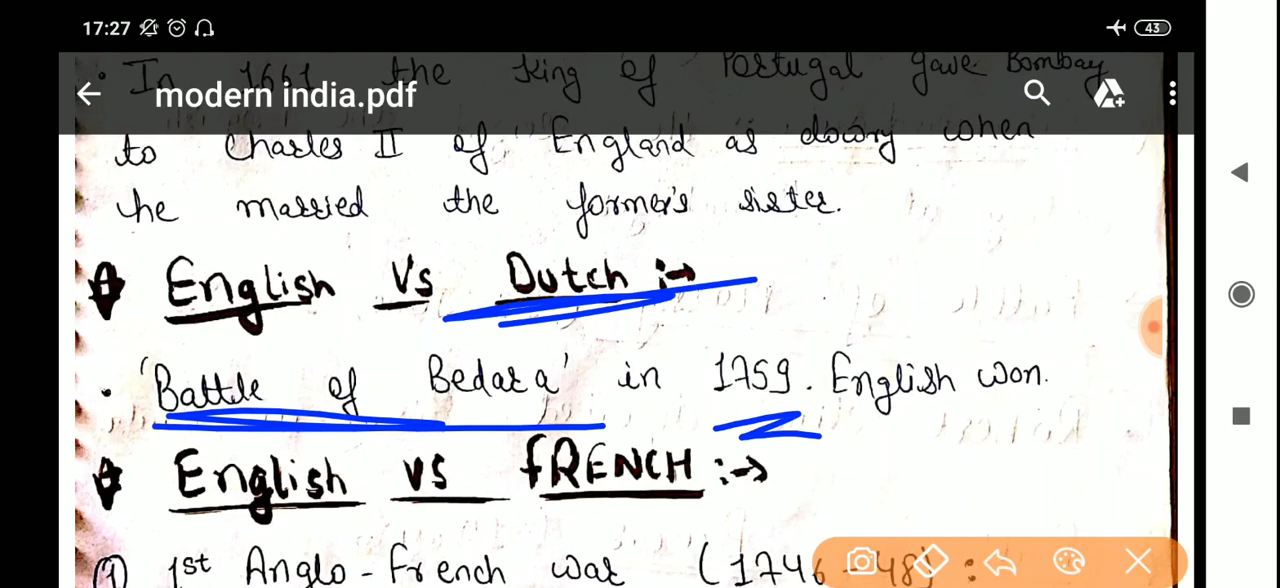 17:27
43
• In 1661 the King of Portugal gave Bombay
modern india.pdf
to Charles II of England as dowry when
he married the former's sister.
English Vs Dutch :→
• 'Battle of Bedara' in 1759. English won.
English vs fRENCH :→
① 1st Anglo - French war (1746 - 48) :